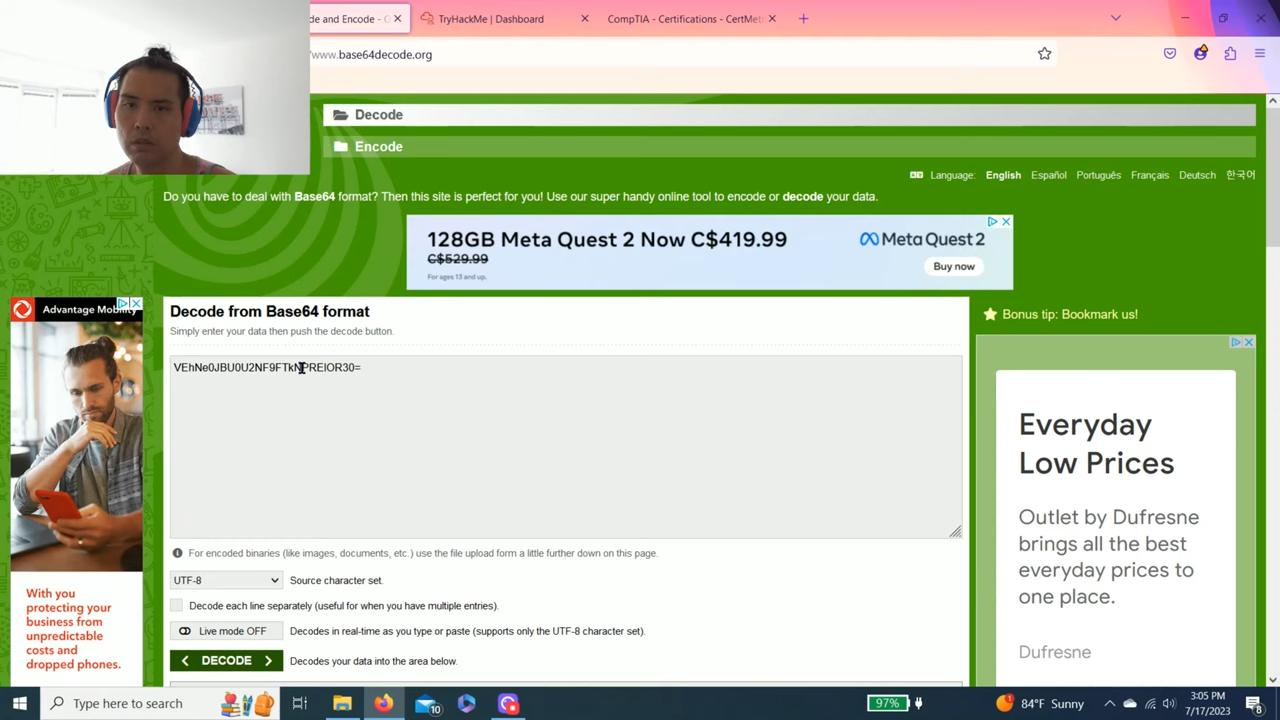 de and Encode - O
TryHackMe | Dashboard
CompTIA - Certifications - CertMet
/www.base64decode.org
Decode
Encode
Language: English Español Português Français Deutsch 한국어
Do you have to deal with Base64 format? Then this site is perfect for you! Use our super handy online tool to encode or decode your data.
128GB Meta Quest 2 Now C$419.99
C$529.99
For ages 13 and up.
Meta Quest 2
Buy now
Advantage Mobility
With you
protecting your
business from
unpredictable
costs and
dropped phones.
Decode from Base64 format
Simply enter your data then push the decode button.
VEhNe0JBU0U2NF9FTkNPRElOR30=
For encoded binaries (like images, documents, etc.) use the file upload form a little further down on this page.
UTF-8 Source character set.
Decode each line separately (useful for when you have multiple entries).
Live mode OFF Decodes in real-time as you type or paste (supports only the UTF-8 character set).
DECODE Decodes your data into the area below.
Bonus tip: Bookmark us!
Everyday
Low Prices
Outlet by Dufresne
brings all the best
everyday prices to
one place.
Dufresne
Type here to search
10
97%
84°F Sunny
3:05 PM
7/17/2023
8